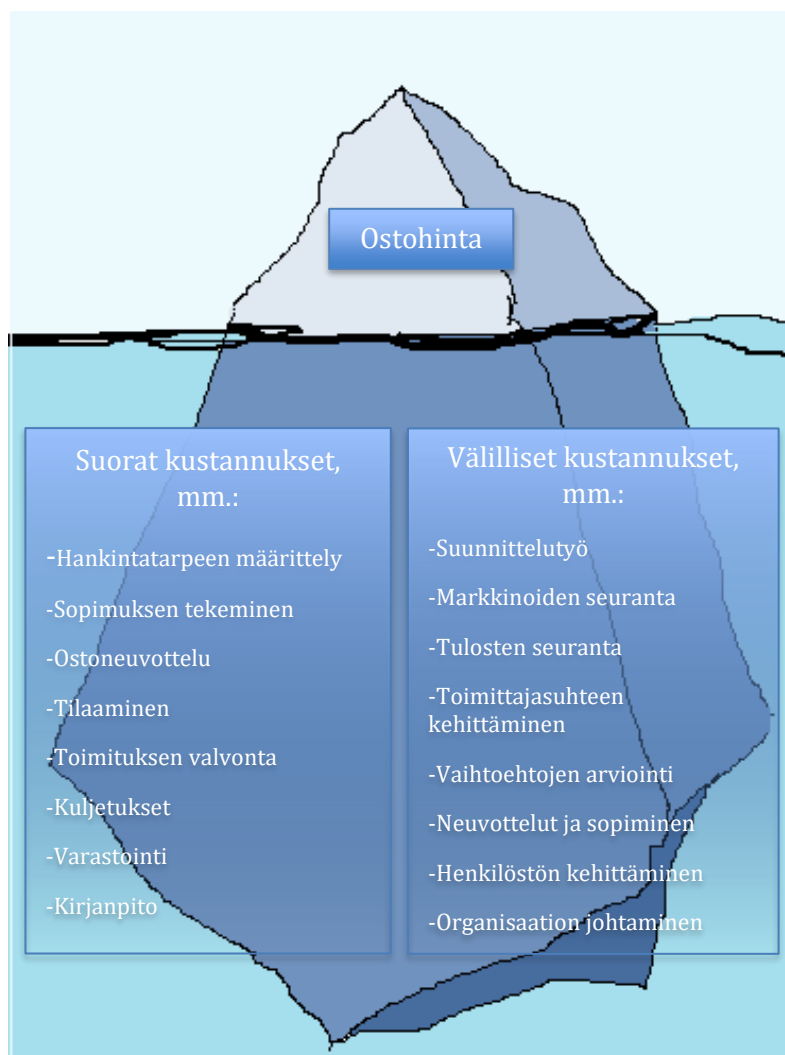 Ostohinta
Suorat kustannukset,
mm.:
-Hankintatarpeen määrittely
-Sopimuksen tekeminen
-Ostoneuvottelu
-Tilaaminen
-Toimituksen valvonta
-Kuljetukset
-Varastointi
-Kirjanpito
Välilliset kustannukset,
mm.:
-Suunnittelutyö
-Markkinoiden seuranta
-Tulosten seuranta
-Toimittajasuhteen
kehittäminen
-Vaihtoehtojen arviointi
-Neuvottelut ja sopiminen
-Henkilöstön kehittäminen
-Organisaation johtaminen